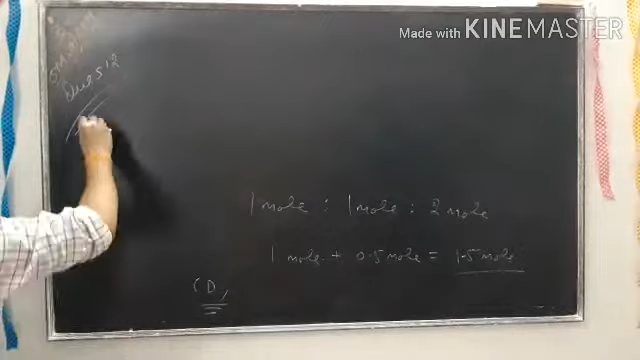 Made with KINEMASTER
Ques 12
1 mole : 1 mole : 2 mole
1 mole + 0.5 mole = 1.5 mole
(D)